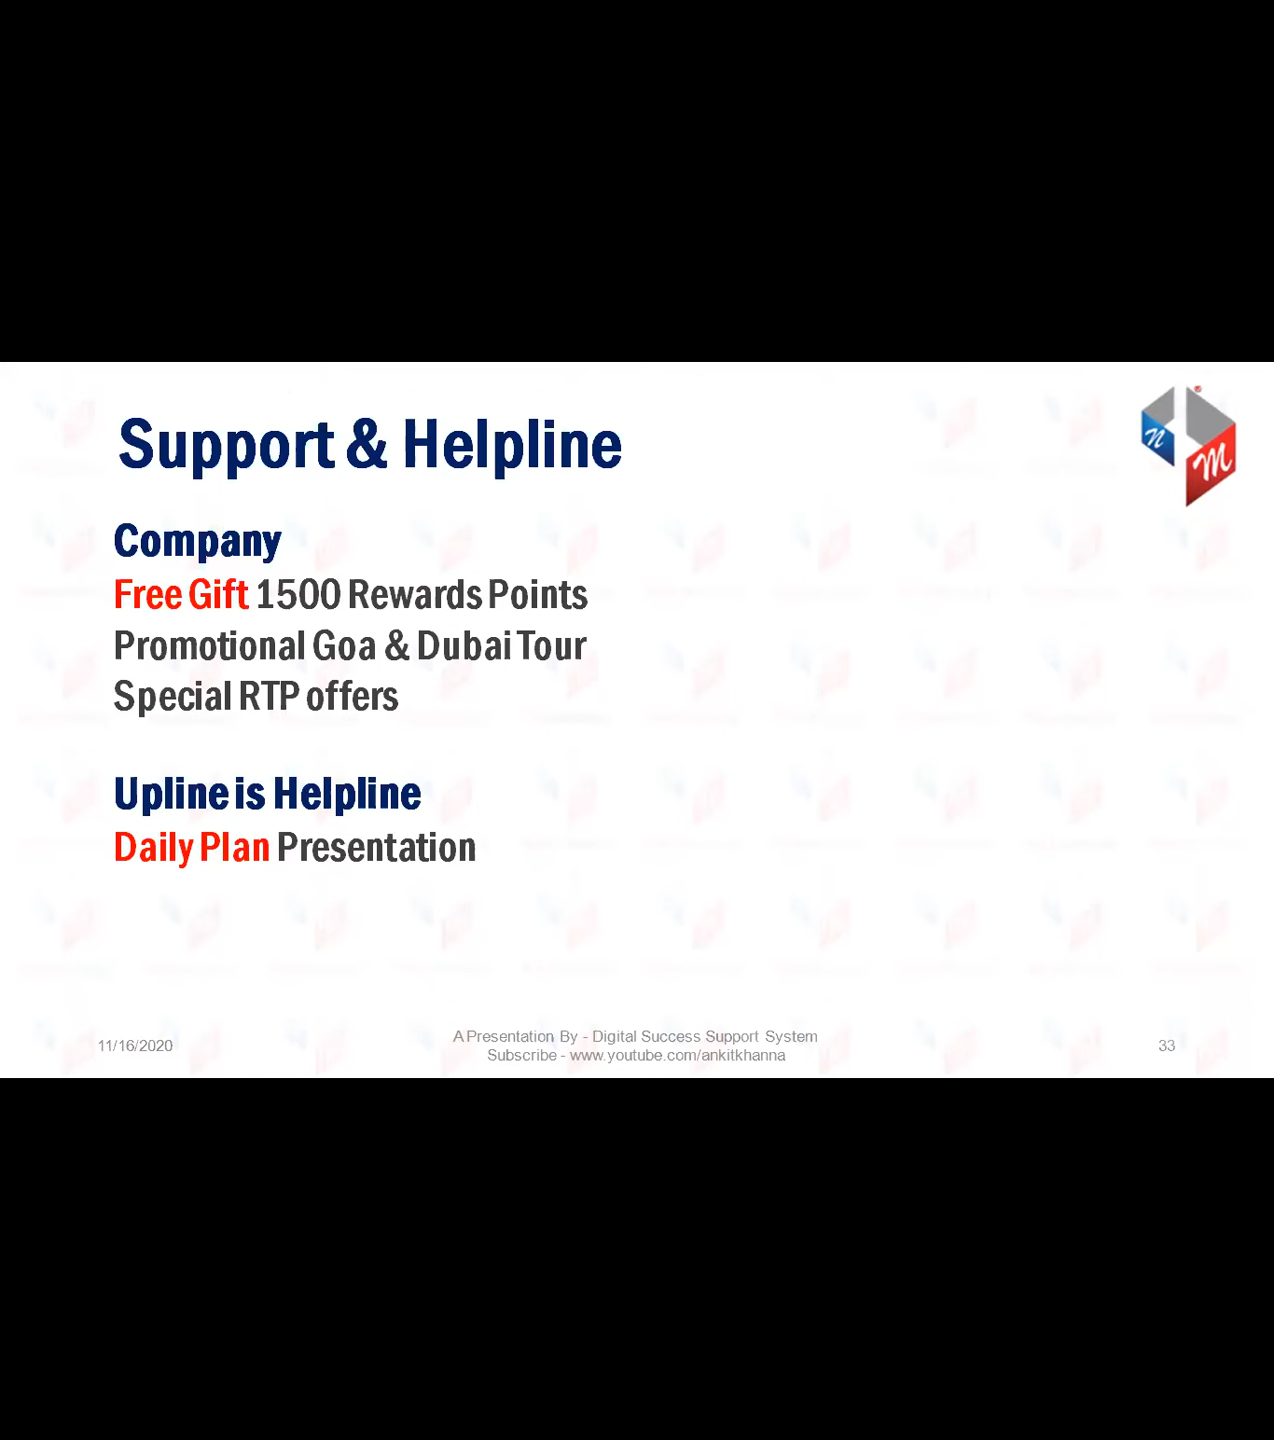 Support & Helpline
n
m
Company
Free Gift 1500 Rewards Points
Promotional Goa & Dubai Tour
Special RTP offers
Upline is Helpline
Daily Plan Presentation
11/16/2020
A Presentation By - Digital Success Support System
Subscribe - www.youtube.com/ankitkhanna
33